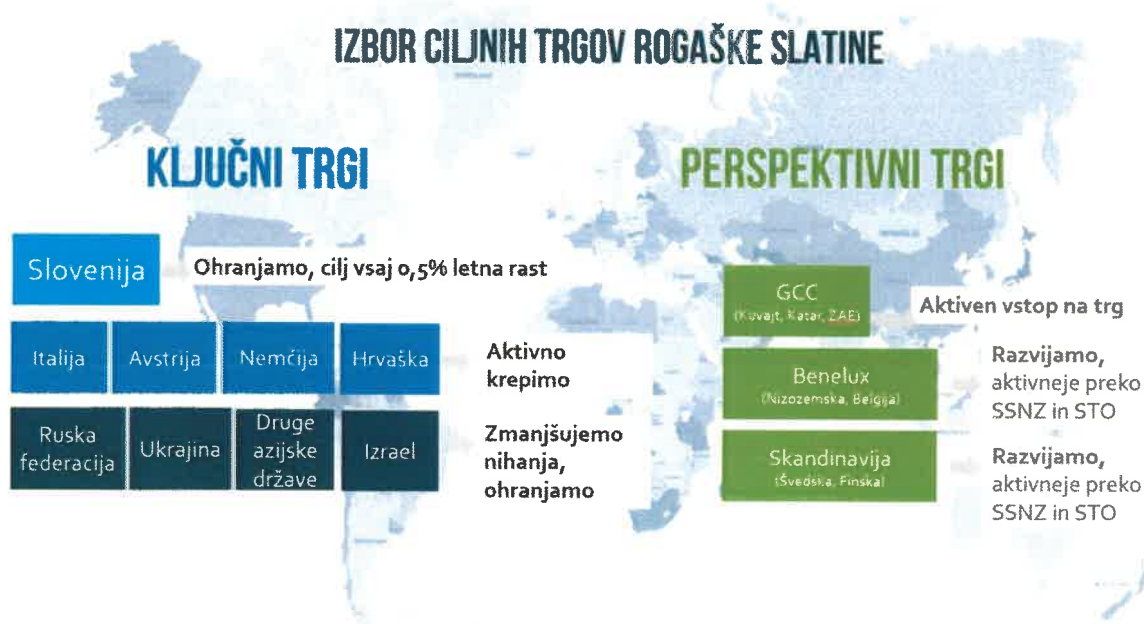 IZBOR CILJNIH TRGOV ROGAŠKE SLATINE
KLJUČNI TRGI
Slovenija
Ohranjamo, cilj vsaj 0,5% letna rast
Italija
Avstrija
Nemčija
Hrvaška
Aktivno
krepimo
Ruska
federacija
Ukrajina
Druge
azijske
države
Izrael
Zmanjšujemo
nihanja,
ohranjamo
PERSPEKTIVNI TRGI
GCC
(Kuvajt, Katar, ZAE)
Aktiven vstop na trg
Benelux
(Nizozemska, Belgija)
Razvijamo,
aktivneje preko
SSNZ in STO
Skandinavija
(Švedska, Finska)
Razvijamo,
aktivneje preko
SSNZ in STO